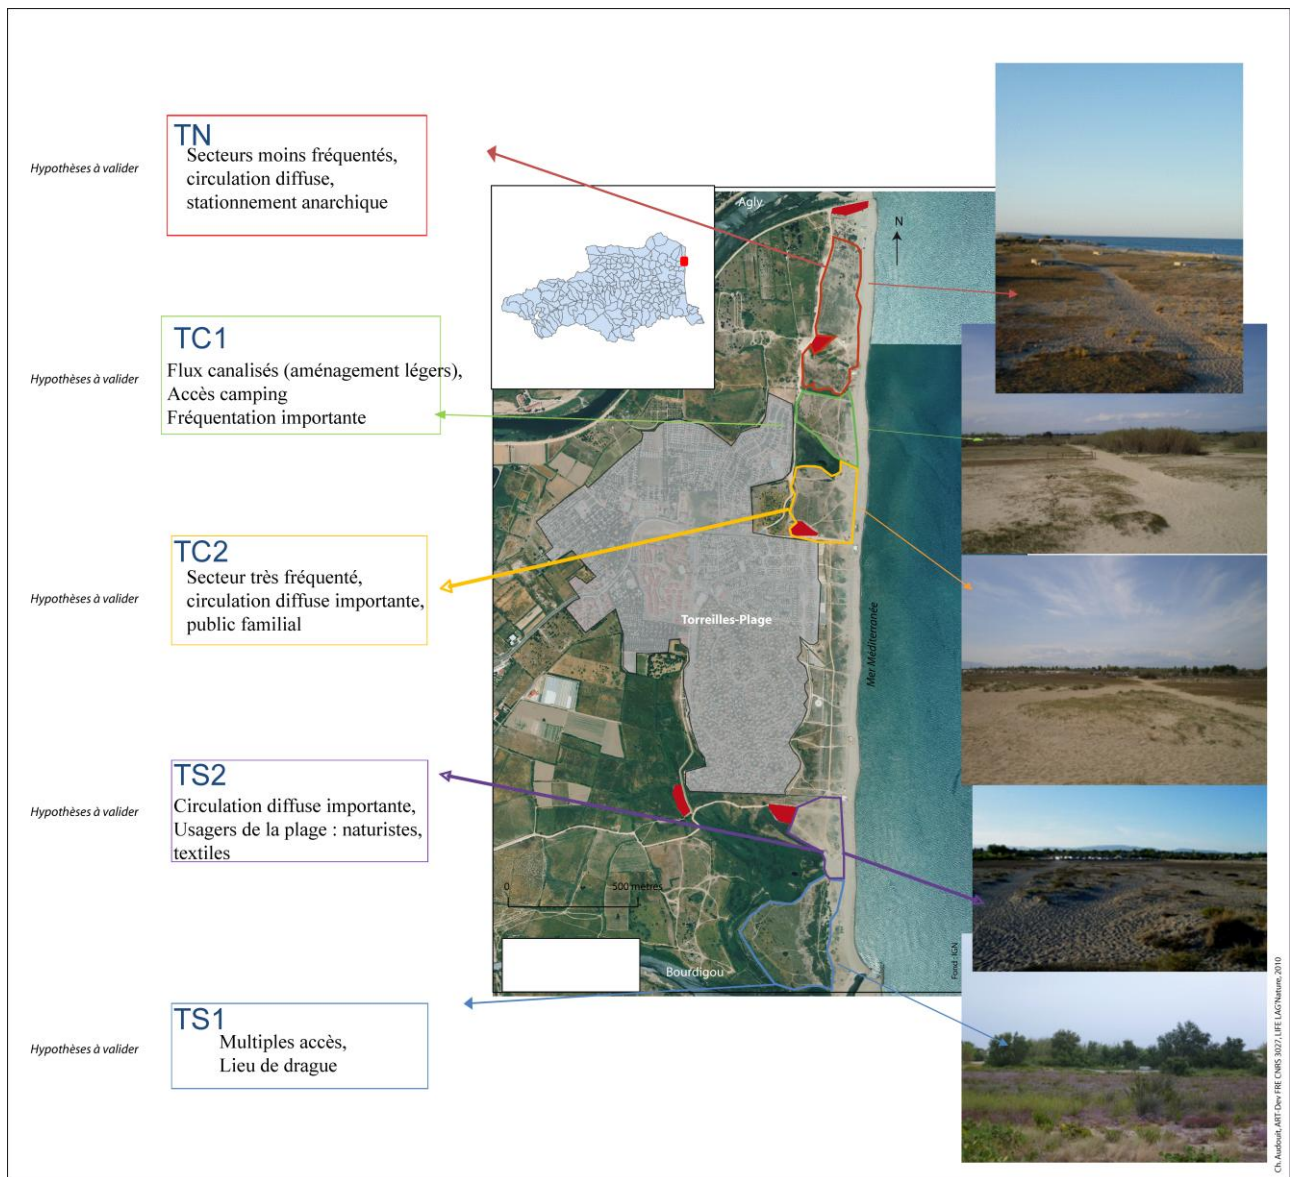 Hypothèses à valider
TN
Secteurs moins fréquentés,
circulation diffuse,
stationnement anarchique
Hypothèses à valider
TC1
Flux canalisés (aménagement légers),
Accès camping
Fréquentation importante
Hypothèses à valider
TC2
Secteur très fréquenté,
circulation diffuse importante,
public familial
Hypothèses à valider
TS2
Circulation diffuse importante,
Usagers de la plage : naturistes,
textiles
Hypothèses à valider
TS1
Multiples accès,
Lieu de drague
Agly
N
Torreilles-Plage
Mer Méditerranée
0
500 mètres
Bourdigou
Fond : IGN
Ch. Audouit, ART-Dev FRE CNRS 3027, LIFE LAG'Nature, 2010